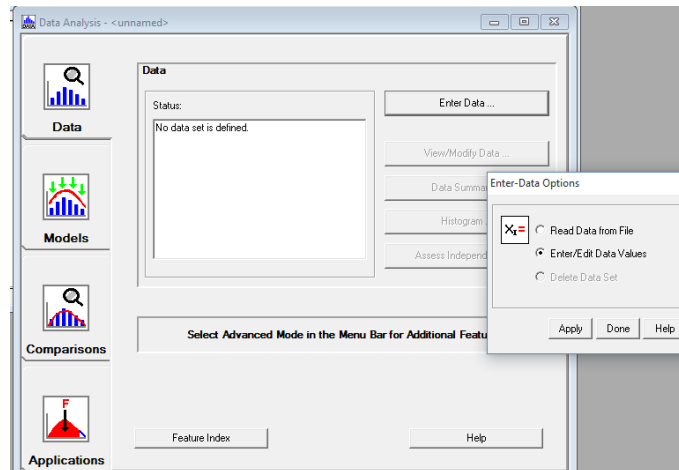 Data Analysis - <unnamed>
Data
Models
Comparisons
F
Applications
Data
Status:
No data set is defined.
Enter Data ...
View/Modify Data ...
Data Summa
Histogram
Assess Independ
Select Advanced Mode in the Menu Bar for Additional Featu
Feature Index
Help
Enter-Data Options
X₁=
Read Data from File
Enter/Edit Data Values
Delete Data Set
Apply
Done
Help